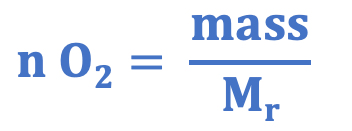 n O₂ = mass
Mᵣ